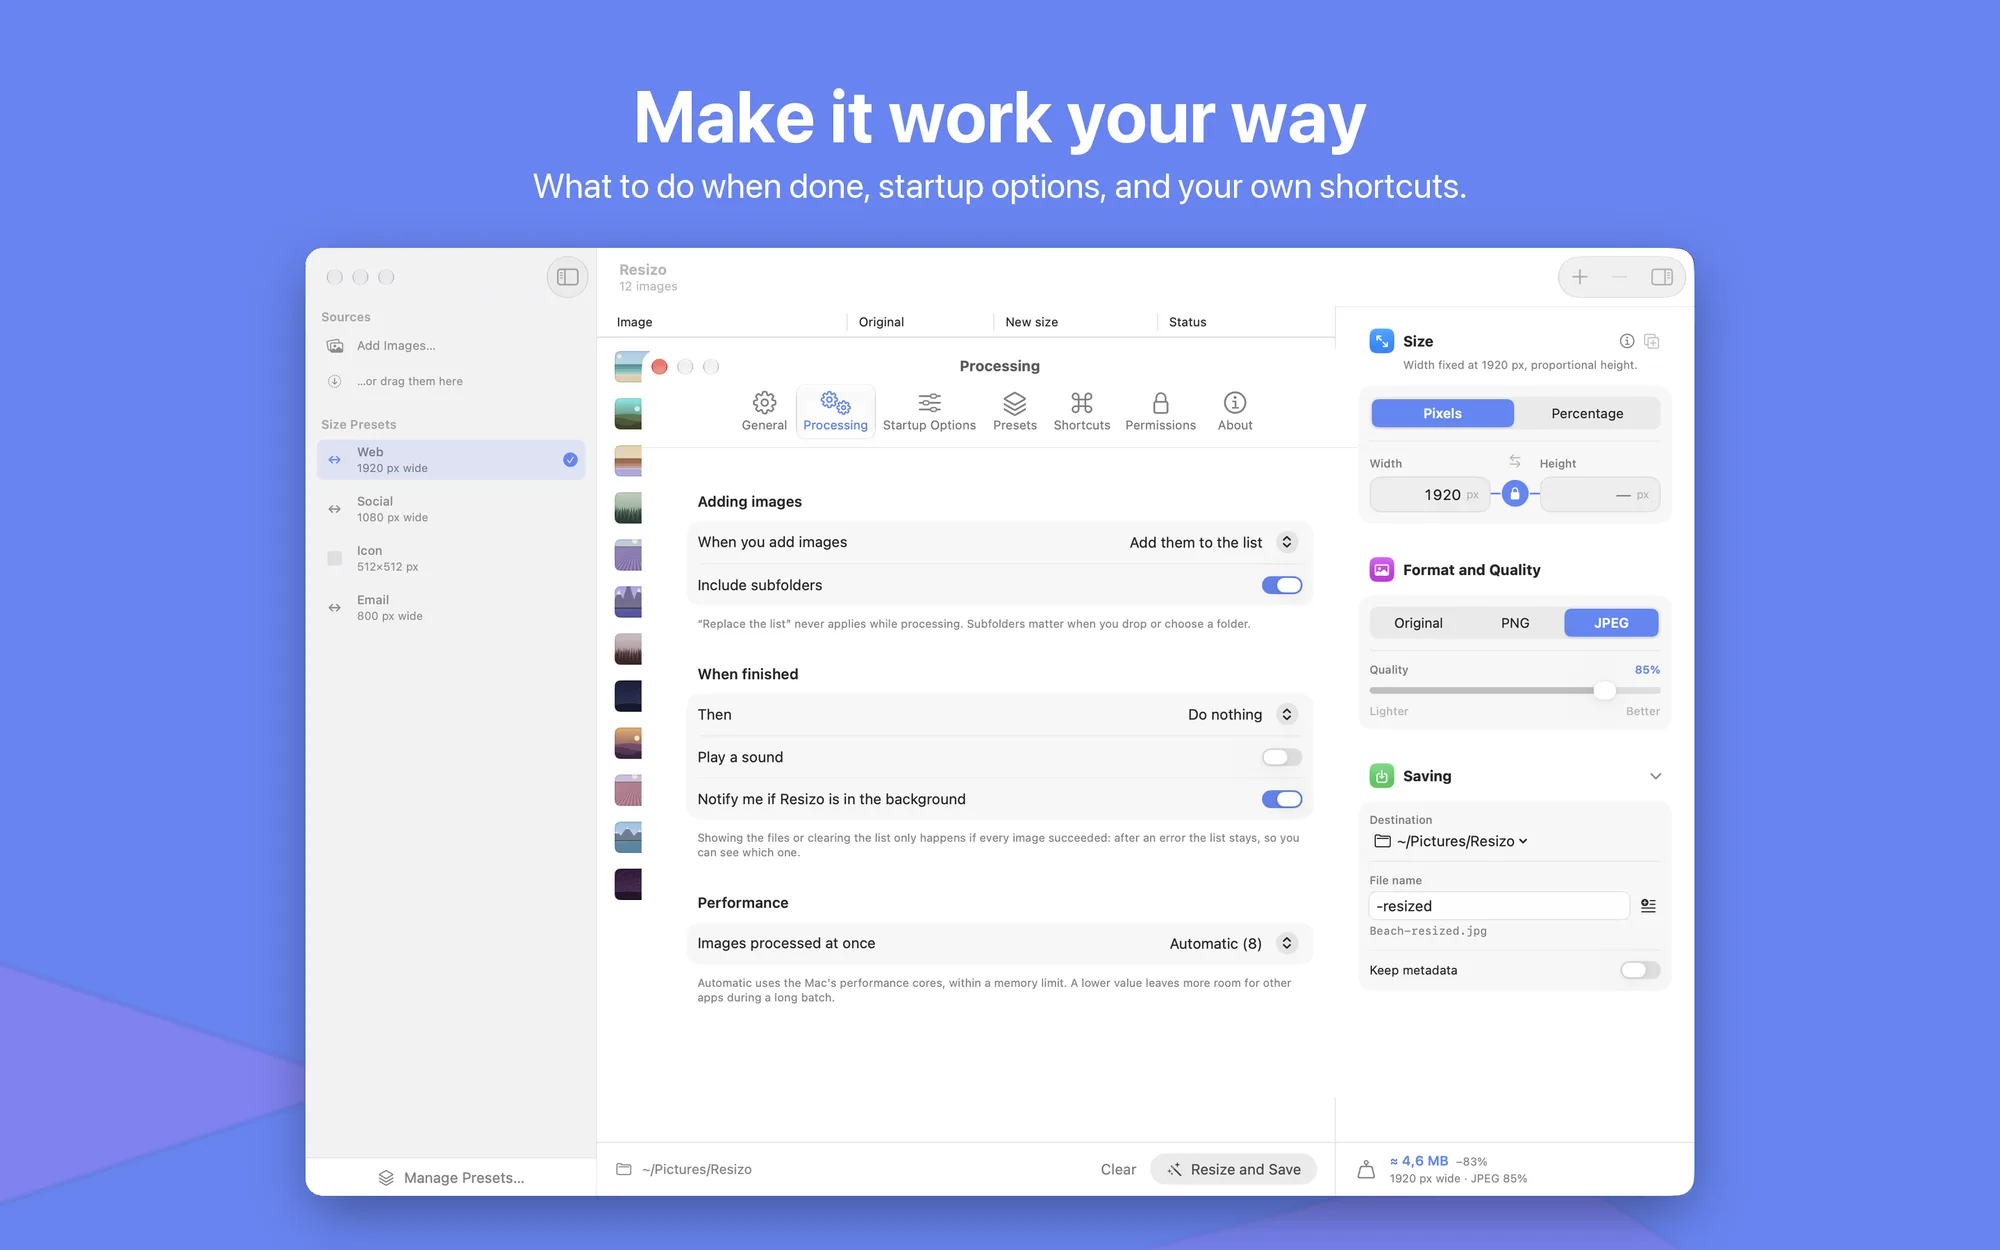 Make it work your way
What to do when done, startup options, and your own shortcuts.
Sources
Add Images...
...or drag them here
Size Presets
Web
1920 px wide
Social
1080 px wide
Icon
512×512 px
Email
800 px wide
Manage Presets...
Resizo
12 images
Image
Original
New size
Status
Processing
General
Processing
Startup Options
Presets
Shortcuts
Permissions
About
Adding images
When you add images
Add them to the list
Include subfolders
“Replace the list” never applies while processing. Subfolders matter when you drop or choose a folder.
When finished
Then
Do nothing
Play a sound
Notify me if Resizo is in the background
Showing the files or clearing the list only happens if every image succeeded: after an error the list stays, so you
can see which one.
Performance
Images processed at once
Automatic (8)
Automatic uses the Mac's performance cores, within a memory limit. A lower value leaves more room for other
apps during a long batch.
~/Pictures/Resizo
Clear
Resize and Save
Size
Width fixed at 1920 px, proportional height.
Pixels
Percentage
Width
Height
1920 px
— px
Format and Quality
Original
PNG
JPEG
Quality
85%
Lighter
Better
Saving
Destination
~/Pictures/Resizo
File name
-resized
Beach-resized.jpg
Keep metadata
≈ 4,6 MB –83%
1920 px wide · JPEG 85%